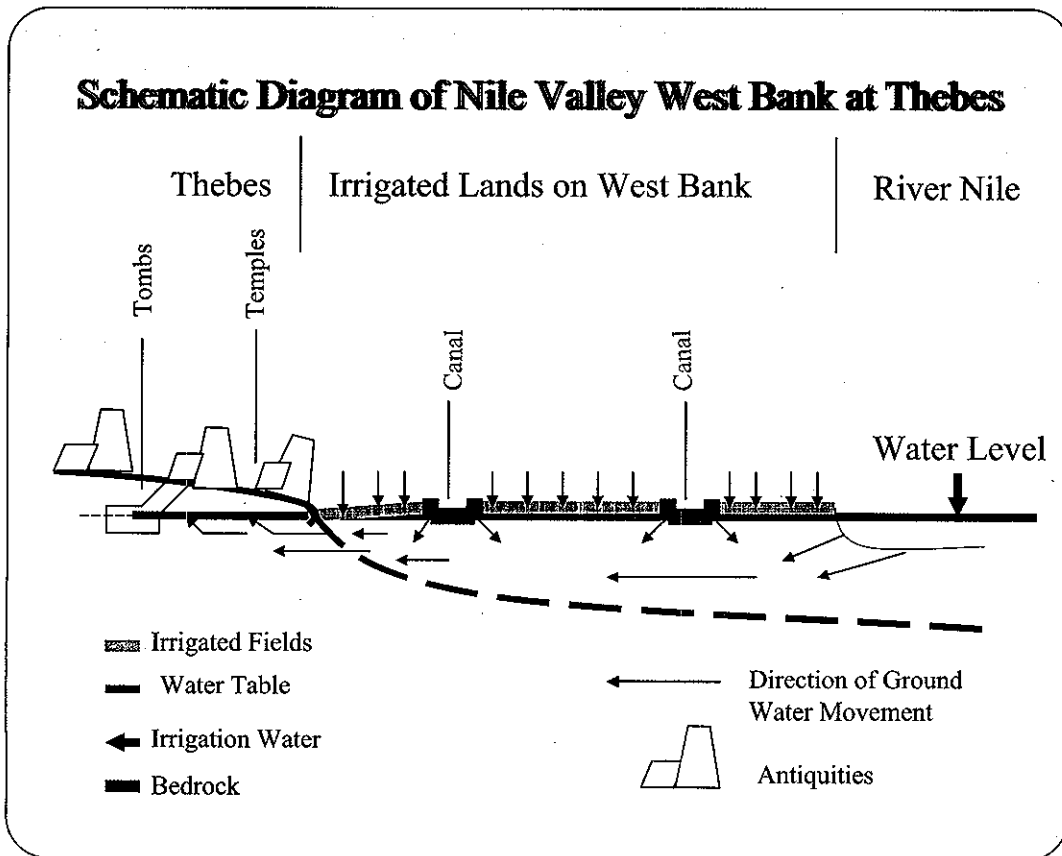 Schematic Diagram of Nile Valley West Bank at Thebes
Thebes
Irrigated Lands on West Bank
River Nile
Tombs
Temples
Canal
Canal
Water Level
Irrigated Fields
Water Table
Irrigation Water
Bedrock
Direction of Ground
Water Movement
Antiquities